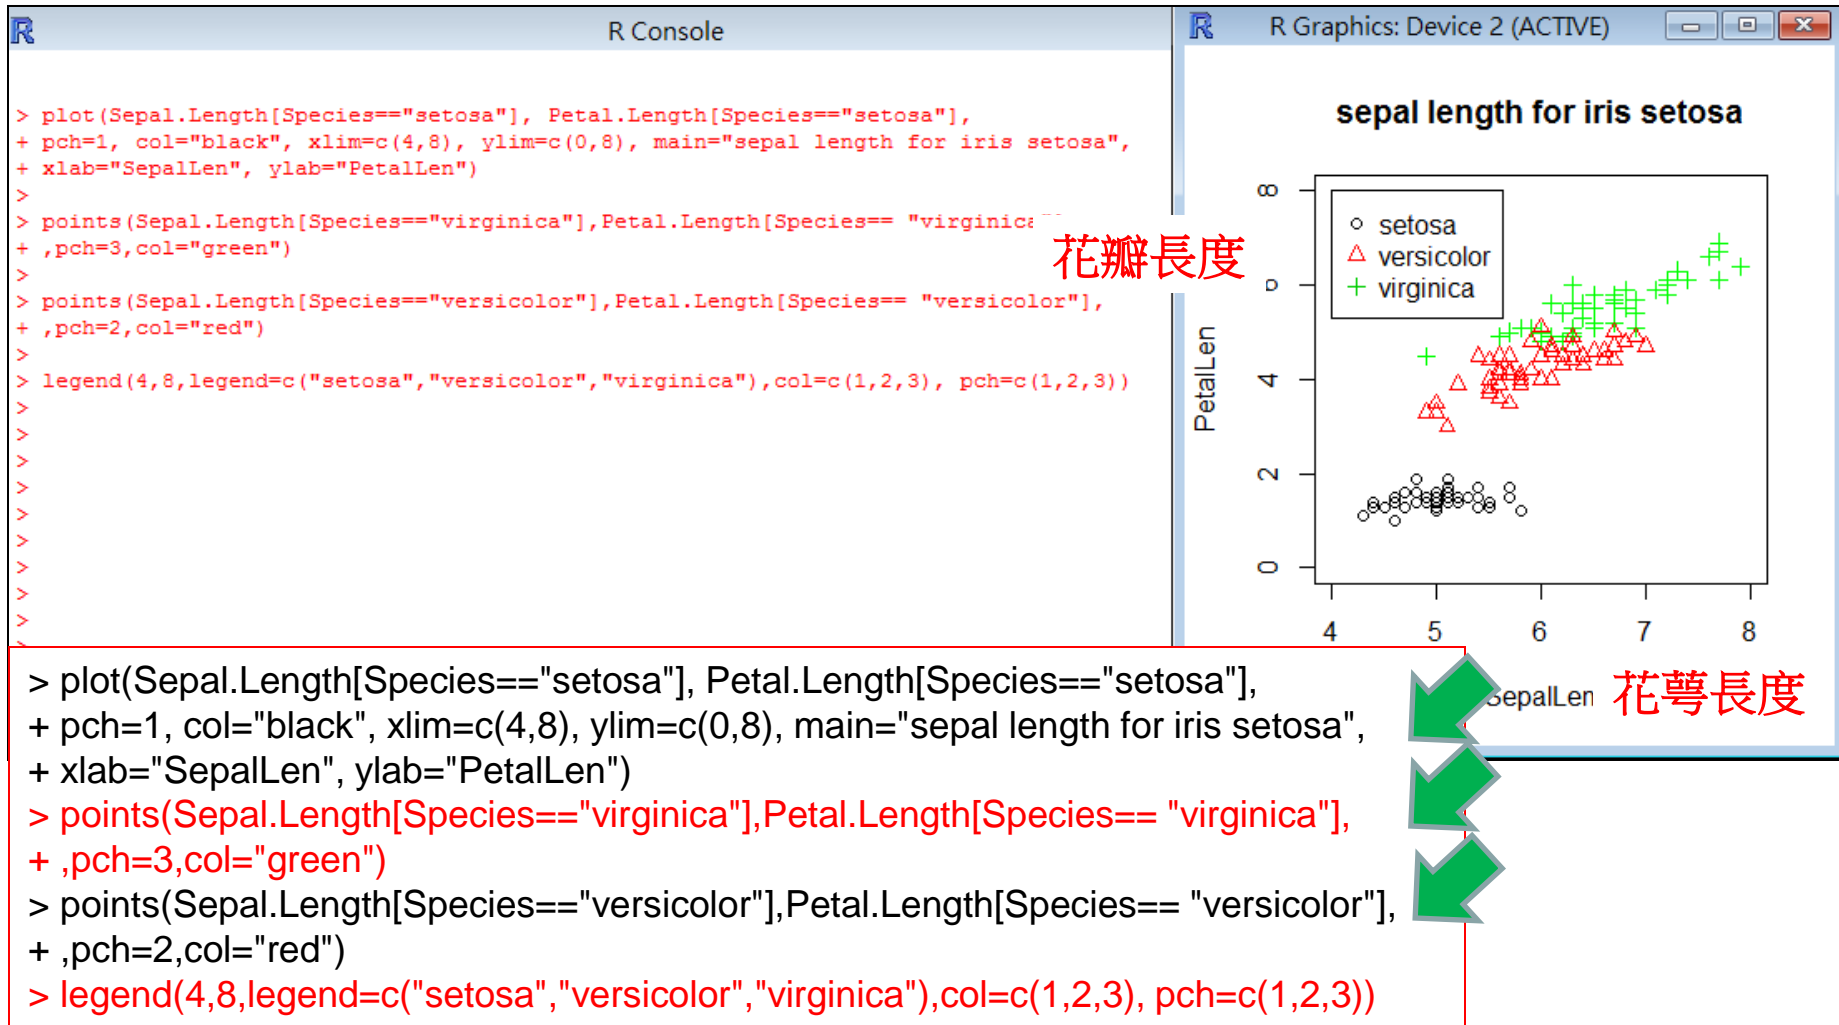 R Console
> plot(Sepal.Length[Species=="setosa"], Petal.Length[Species=="setosa"],
+ pch=1, col="black", xlim=c(4,8), ylim=c(0,8), main="sepal length for iris setosa",
+ xlab="SepalLen", ylab="PetalLen")
>
> points(Sepal.Length[Species=="virginica"],Petal.Length[Species== "virginica"
+ ,pch=3,col="green")
>
> points(Sepal.Length[Species=="versicolor"],Petal.Length[Species== "versicolor"],
+ ,pch=2,col="red")
>
> legend(4,8,legend=c("setosa","versicolor","virginica"),col=c(1,2,3), pch=c(1,2,3))
>
>
>
>
>
>
>
>
>
R Graphics: Device 2 (ACTIVE)
sepal length for iris setosa
setosa
versicolor
virginica
花瓣長度
PetalLen
8
4
2
0
4 5 6 7 8
SepalLen
花萼長度
> plot(Sepal.Length[Species=="setosa"], Petal.Length[Species=="setosa"],
+ pch=1, col="black", xlim=c(4,8), ylim=c(0,8), main="sepal length for iris setosa",
+ xlab="SepalLen", ylab="PetalLen")
> points(Sepal.Length[Species=="virginica"],Petal.Length[Species== "virginica"],
+ ,pch=3,col="green")
> points(Sepal.Length[Species=="versicolor"],Petal.Length[Species== "versicolor"],
+ ,pch=2,col="red")
> legend(4,8,legend=c("setosa","versicolor","virginica"),col=c(1,2,3), pch=c(1,2,3))